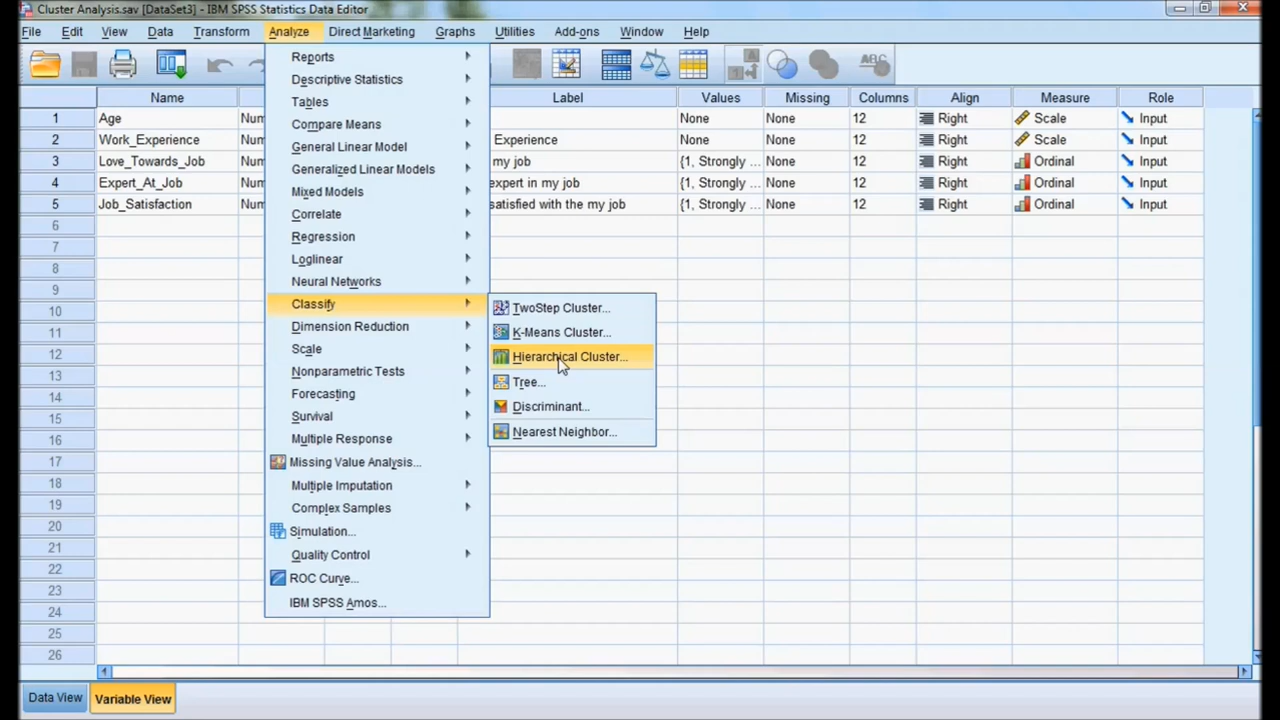 Cluster Analysis.sav [DataSet3] - IBM SPSS Statistics Data Editor
File Edit View Data Transform Analyze Direct Marketing Graphs Utilities Add-ons Window Help
Name Label Values Missing Columns Align Measure Role
1 Age Num None None 12 Right Scale Input
2 Work_Experience Num Experience None None 12 Right Scale Input
3 Love_Towards_Job Num my job {1, Strongly ... None 12 Right Ordinal Input
4 Expert_At_Job Num expert in my job {1, Strongly ... None 12 Right Ordinal Input
5 Job_Satisfaction Num satisfied with the my job {1, Strongly ... None 12 Right Ordinal Input
6
7
8
9
10
11
12
13
14
15
16
17
18
19
20
21
22
23
24
25
26
Reports
Descriptive Statistics
Tables
Compare Means
General Linear Model
Generalized Linear Models
Mixed Models
Correlate
Regression
Loglinear
Neural Networks
Classify
Dimension Reduction
Scale
Nonparametric Tests
Forecasting
Survival
Multiple Response
Missing Value Analysis...
Multiple Imputation
Complex Samples
Simulation...
Quality Control
ROC Curve...
IBM SPSS Amos...
TwoStep Cluster...
K-Means Cluster...
Hierarchical Cluster...
Tree...
Discriminant...
Nearest Neighbor...
Data View Variable View